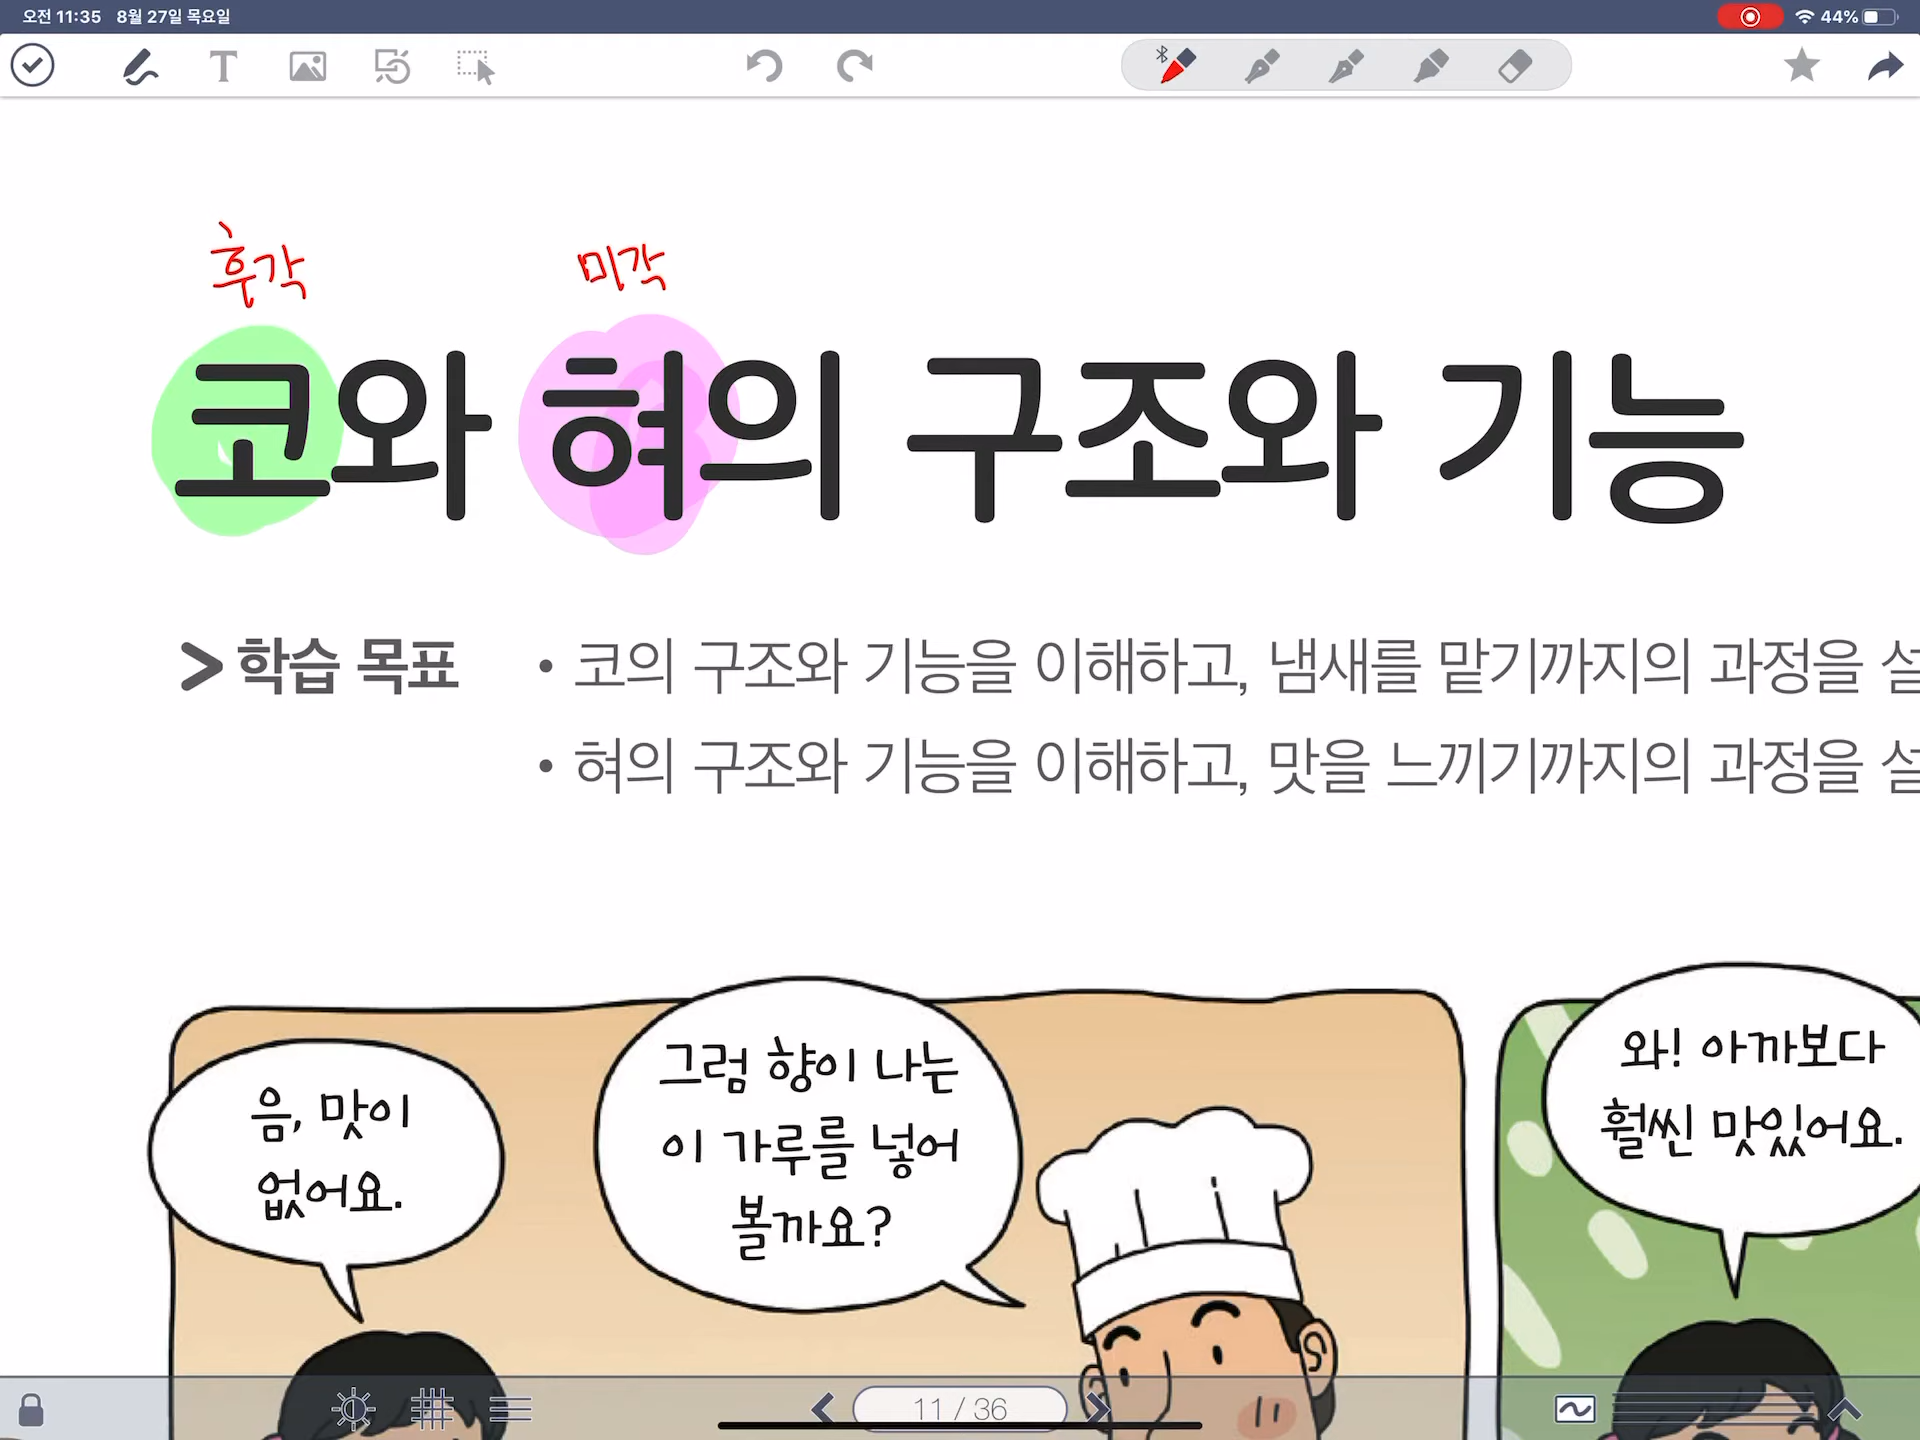 오전 11:35 8월 27일 목요일
44%
T
후각 미각
코와 혀의 구조와 기능
> 학습 목표
• 코의 구조와 기능을 이해하고, 냄새를 맡기까지의 과정을 설
• 혀의 구조와 기능을 이해하고, 맛을 느끼기까지의 과정을 설
음, 맛이
없어요.
그럼 향이 나는
이 가루를 넣어
볼까요?
와! 아까보다
훨씬 맛있어요.
11 / 36